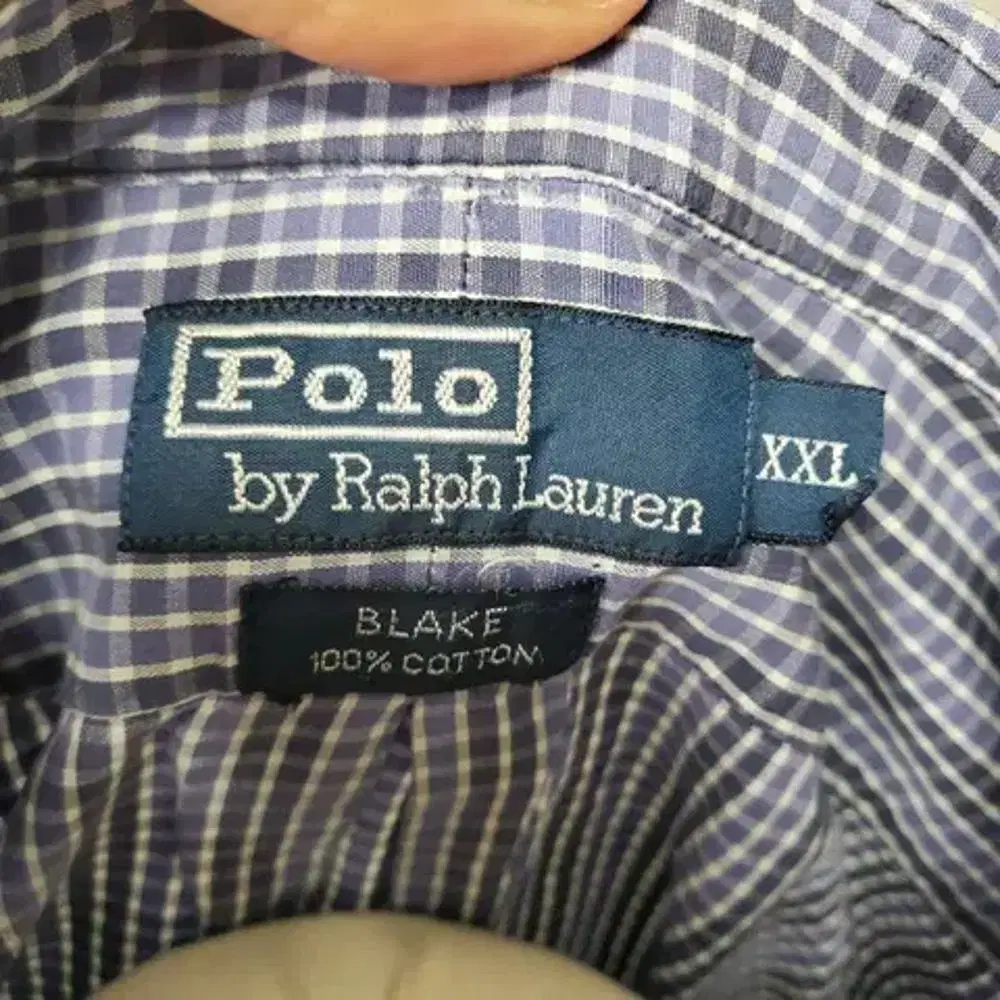 Polo
by Ralph Lauren
XXL
BLAKE
100% COTTON